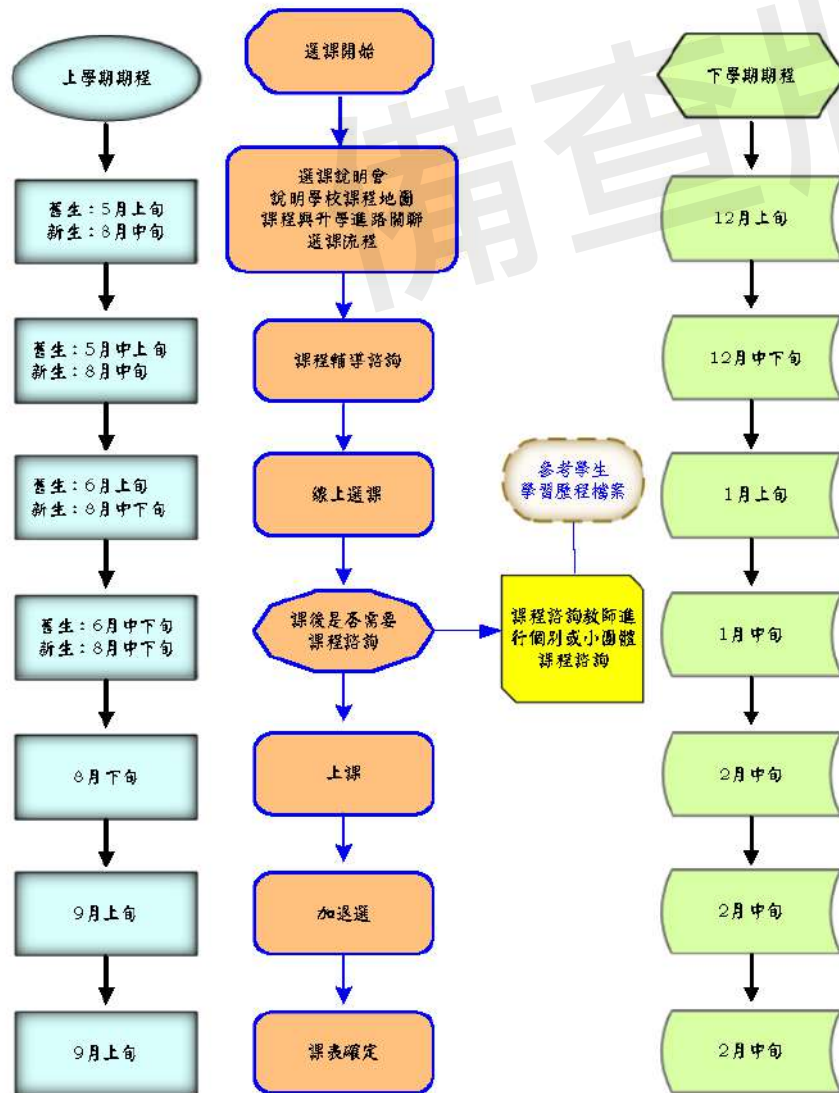 備查版
上學期期程
選課開始
下學期期程
舊生：5月上旬
新生：8月中旬
選課說明會
說明學校課程地圖
課程與升學進路關聯
選課流程
12月上旬
舊生：5月中上旬
新生：8月中旬
課程輔導諮詢
12月中下旬
舊生：6月上旬
新生：8月中下旬
線上選課
參考學生
學習歷程檔案
1月上旬
舊生：6月中下旬
新生：8月中下旬
課後是否需要
課程諮詢
課程諮詢教師進
行個別或小團體
課程諮詢
1月中旬
8月下旬
上課
2月中旬
9月上旬
加退選
2月中旬
9月上旬
課表確定
2月中旬